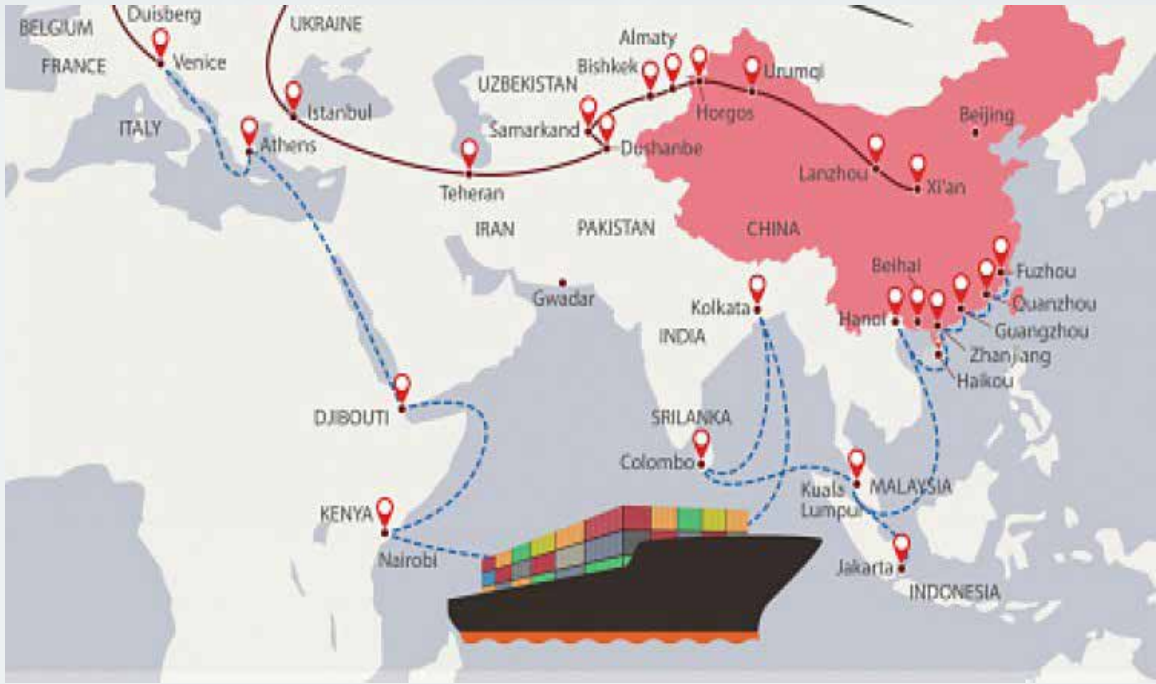 Duisberg
BELGIUM
UKRAINE
Almaty
FRANCE
Venice
Bishkek
Urumqi
UZBEKISTAN
Horgos
Istanbul
Beijing
ITALY
Samarkand
Athens
Dushanbe
Lanzhou
Xi'an
Teheran
IRAN
PAKISTAN
CHINA
Beihai
Fuzhou
Gwadar
Kolkata
Quanzhou
Hanoi
Guangzhou
INDIA
Zhanjiang
Haikou
DJIBOUTI
SRILANKA
Colombo
Kuala
Lumpui
MALAYSIA
KENYA
Nairobi
Jakarta
INDONESIA